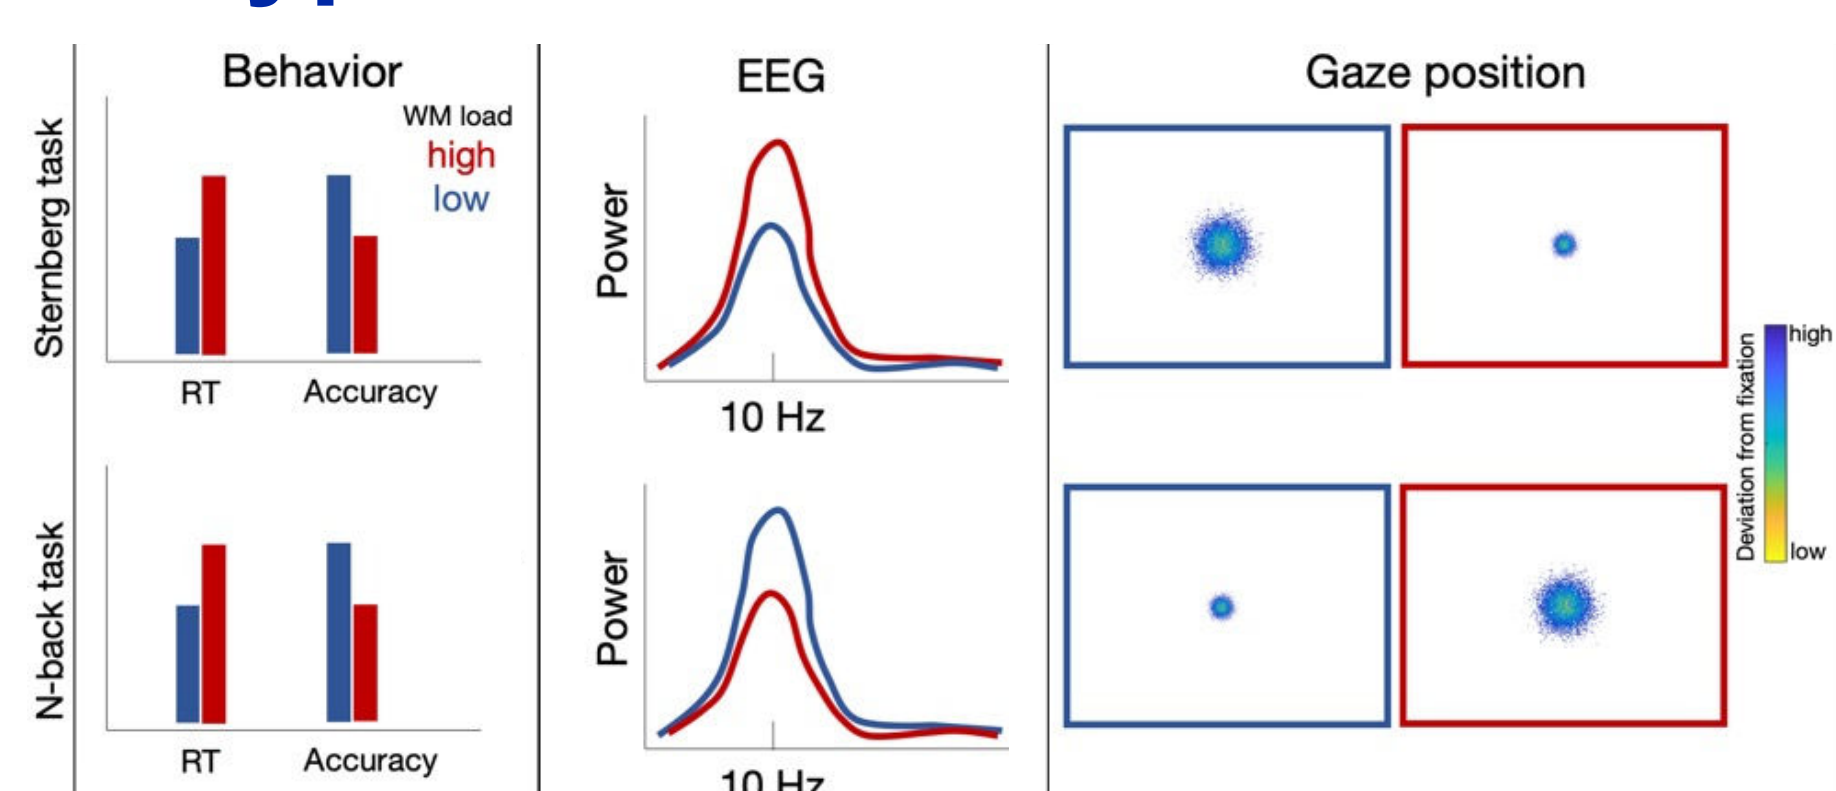 Behavior
EEG
Gaze position
WM load
high
low
Sternberg task
RT
Accuracy
Power
10 Hz
high
Deviation from fixation
low
N-back task
RT
Accuracy
Power
10 Hz